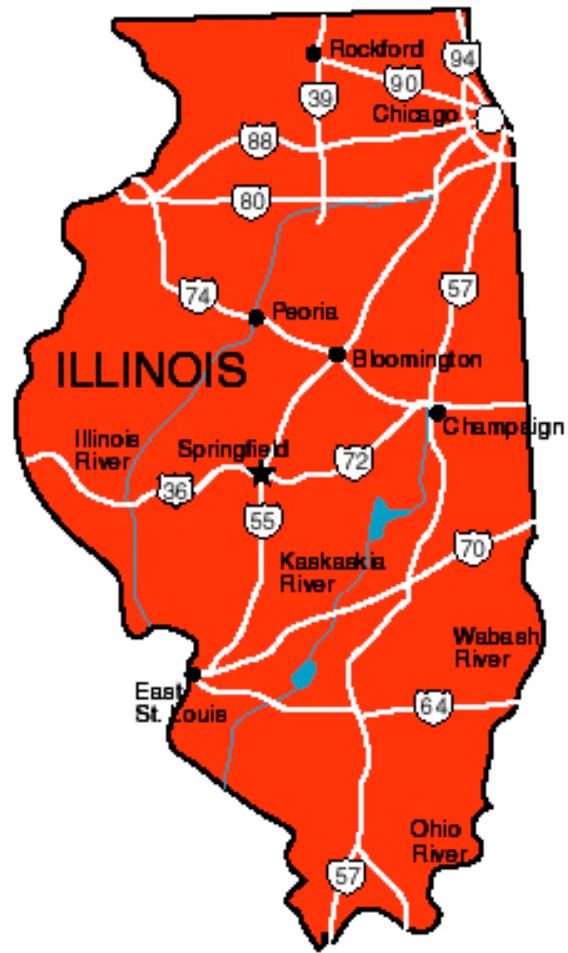 Rockford
94
90
39
Chicago
88
80
57
74
Peoria
ILLINOIS
Bloomington
Champaign
Illinois
River
Springfield
72
36
55
70
Kaskaskia
River
Wabash
River
East
St. Louis
64
Ohio
River
57